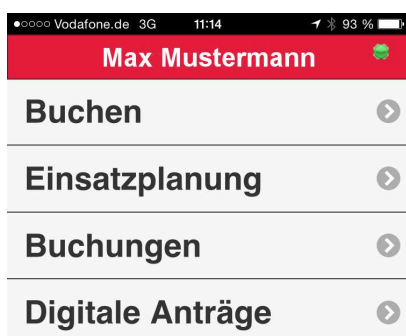 Vodafone.de 3G 11:14 93 %
Max Mustermann
Buchen
Einsatzplanung
Buchungen
Digitale Anträge